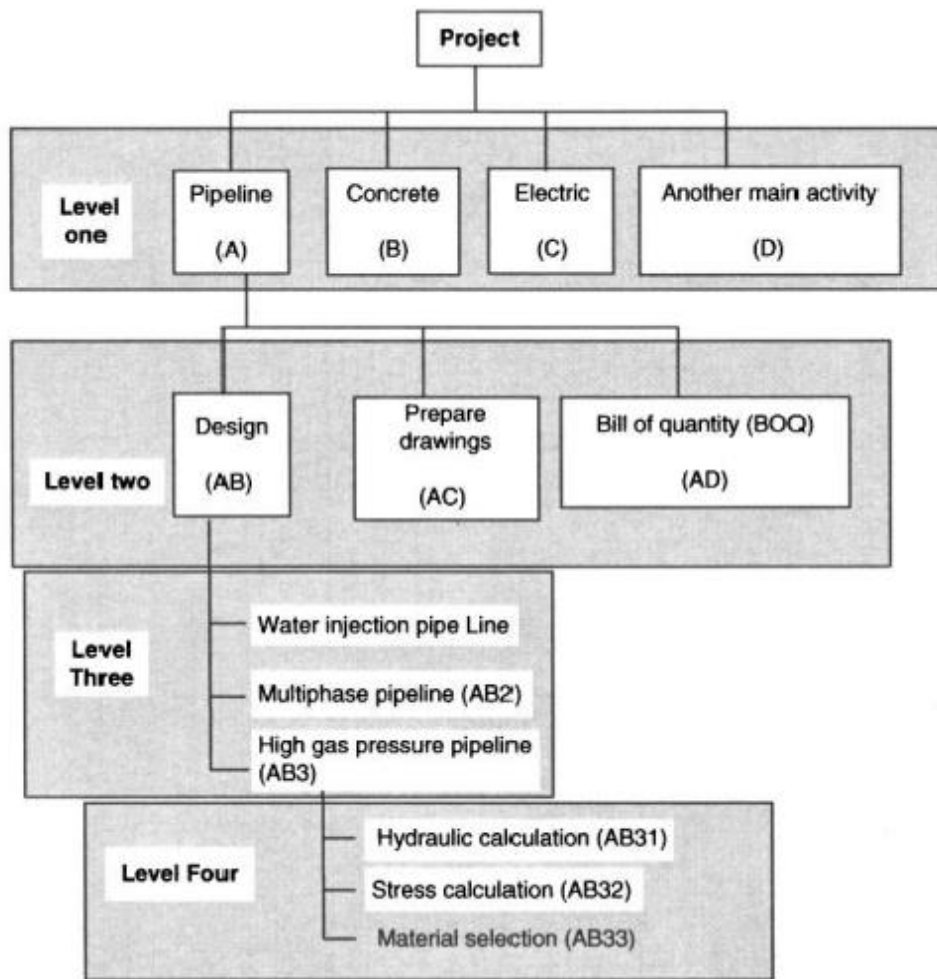 Project
Level
one
Pipeline
(A)
Concrete
(B)
Electric
(C)
Another main activity
(D)
Level two
Design
(AB)
Prepare
drawings
(AC)
Bill of quantity (BOQ)
(AD)
Level
Three
Water injection pipe Line
Multiphase pipeline (AB2)
High gas pressure pipeline
(AB3)
Level Four
Hydraulic calculation (AB31)
Stress calculation (AB32)
Material selection (AB33)